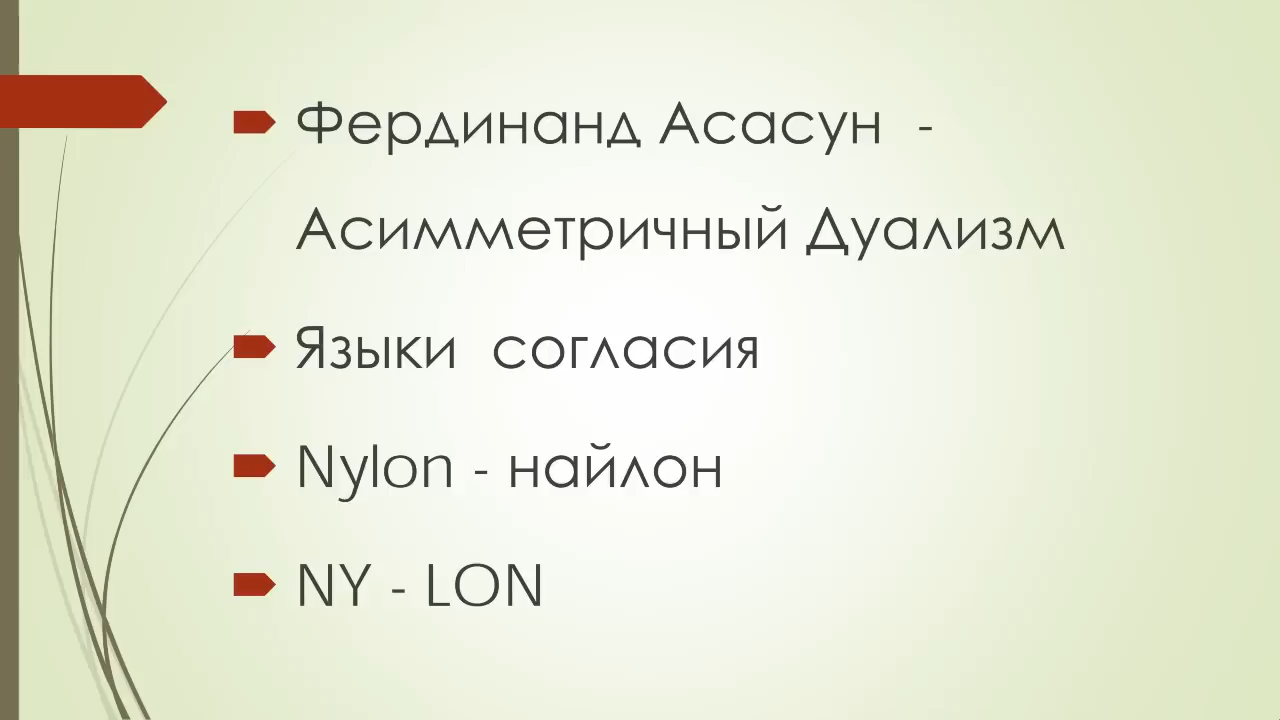 Фердинанд Асасун -
Асимметричный Дуализм
Языки согласия
Nylon - найлон
NY - LON